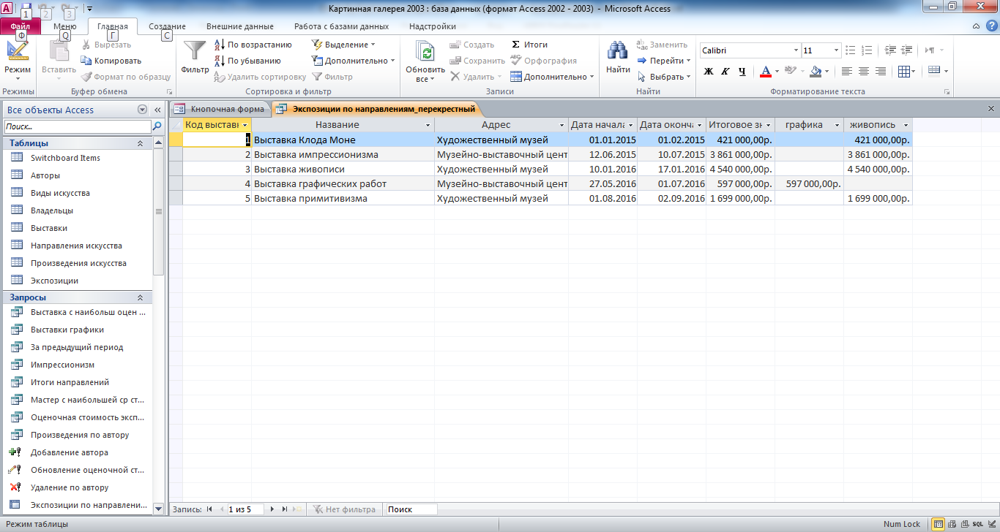 Картинная галерея 2003 : база данных (формат Access 2002 - 2003) - Microsoft Access
1 2 3
Файл Меню Главная Создание Внешние данные Работа с базами данных Надстройки
Ф Q Г С
Режим
Режимы
Вставить
Вырезать
Копировать
Формат по образцу
Буфер обмена
Фильтр
По возрастанию
По убыванию
Удалить сортировку
Выделение
Дополнительно
Фильтр
Сортировка и фильтр
Обновить все
Создать
Сохранить
Удалить
Итоги
Орфография
Дополнительно
Записи
Найти
Заменить
Перейти
Выбрать
Найти
Calibri 11
Ж К Ч А
Форматирование текста
Все объекты Access
Поиск...
Таблицы
Switchboard Items
Авторы
Виды искусства
Владельцы
Выставки
Направления искусства
Произведения искусства
Экспозиции
Запросы
Выставка с наибольш оцен ...
Выставки графики
За предыдущий период
Импрессионизм
Итоги направлений
Мастер с наибольшей ср ст...
Оценочная стоимость эксп...
Произведения по автору
Добавление автора
Обновление оценочной ст...
Удаление по автору
Экспозиции по направлени...
Кнопочная форма Экспозиции по направлениям_перекрестный
Код выставк Название Адрес Дата начала Дата оконча Итоговое зн графика живопись
1 Выставка Клода Моне Художественный музей 01.01.2015 01.02.2015 421 000,00р. 421 000,00р.
2 Выставка импрессионизма Музейно-выставочный цент 12.06.2015 10.07.2015 3 861 000,00р. 3 861 000,00р.
3 Выставка живописи Художественный музей 10.01.2016 17.01.2016 4 540 000,00р. 4 540 000,00р.
4 Выставка графических работ Музейно-выставочный цент 27.05.2016 01.07.2016 597 000,00р. 597 000,00р.
5 Выставка примитивизма Художественный музей 01.08.2016 02.09.2016 1 699 000,00р. 1 699 000,00р.
Запись: 1 из 5 Нет фильтра Поиск
Режим таблицы Num Lock SQL